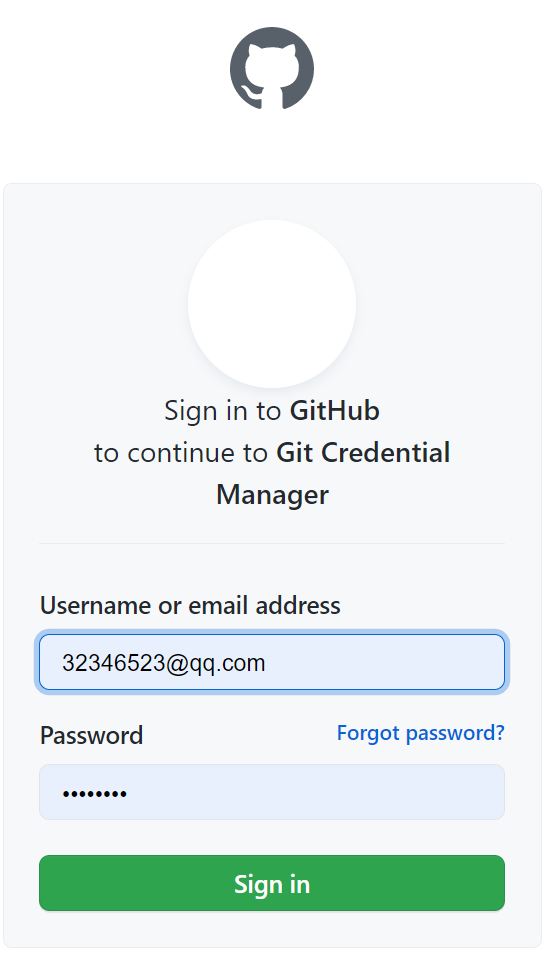 Sign in to GitHub
to continue to Git Credential
Manager
Username or email address
32346523@qq.com
Password Forgot password?
••••••••
Sign in